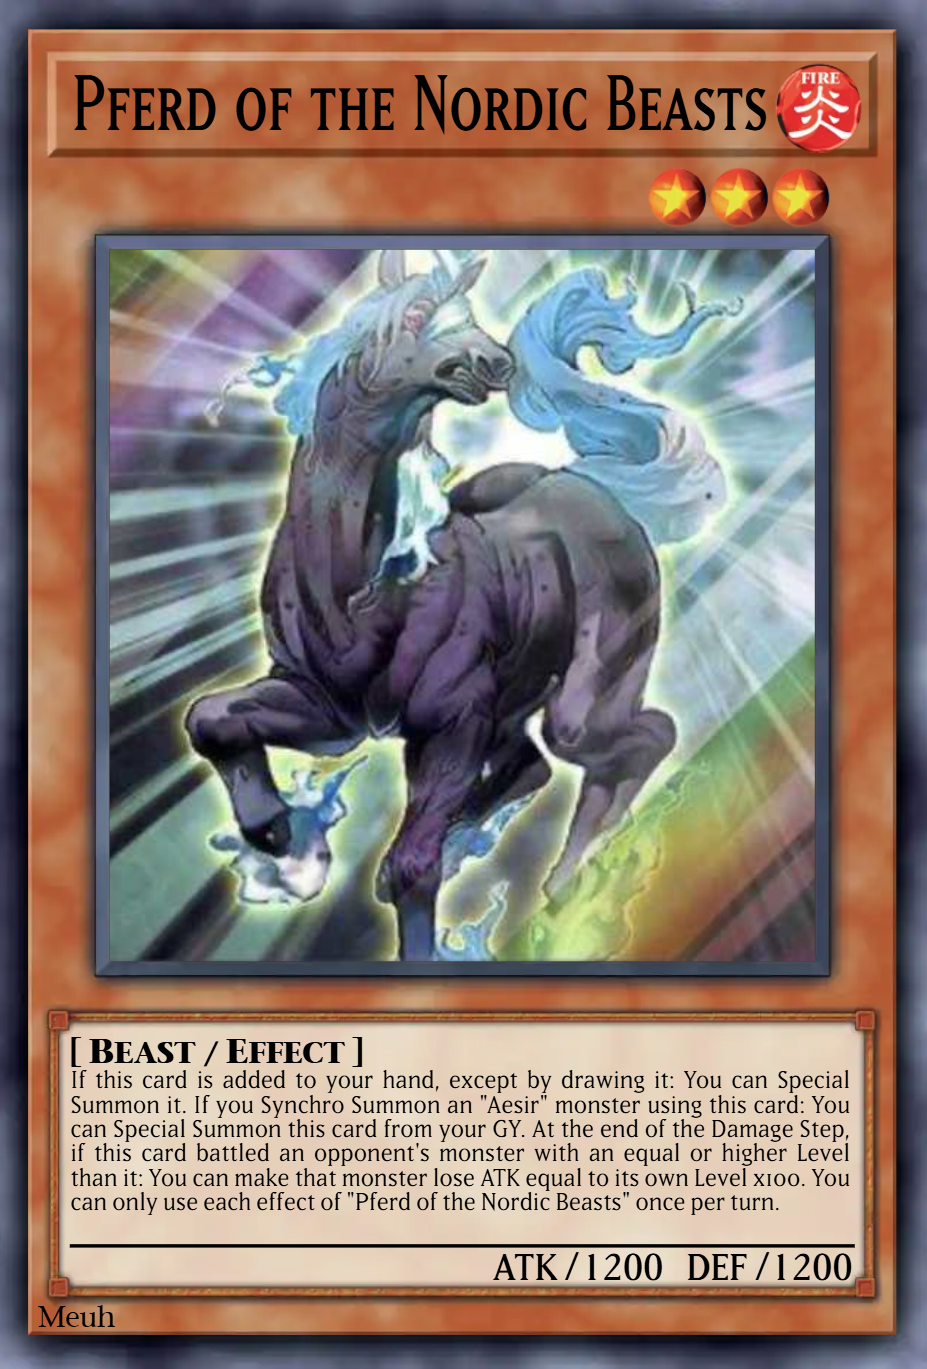 Pferd of the Nordic Beasts
FIRE
炎
[ Beast / Effect ]
If this card is added to your hand, except by drawing it: You can Special
Summon it. If you Synchro Summon an "Aesir" monster using this card: You
can Special Summon this card from your GY. At the end of the Damage Step,
if this card battled an opponent's monster with an equal or higher Level
than it: You can make that monster lose ATK equal to its own Level x100. You
can only use each effect of "Pferd of the Nordic Beasts" once per turn.
ATK / 1200 DEF / 1200
Meuh